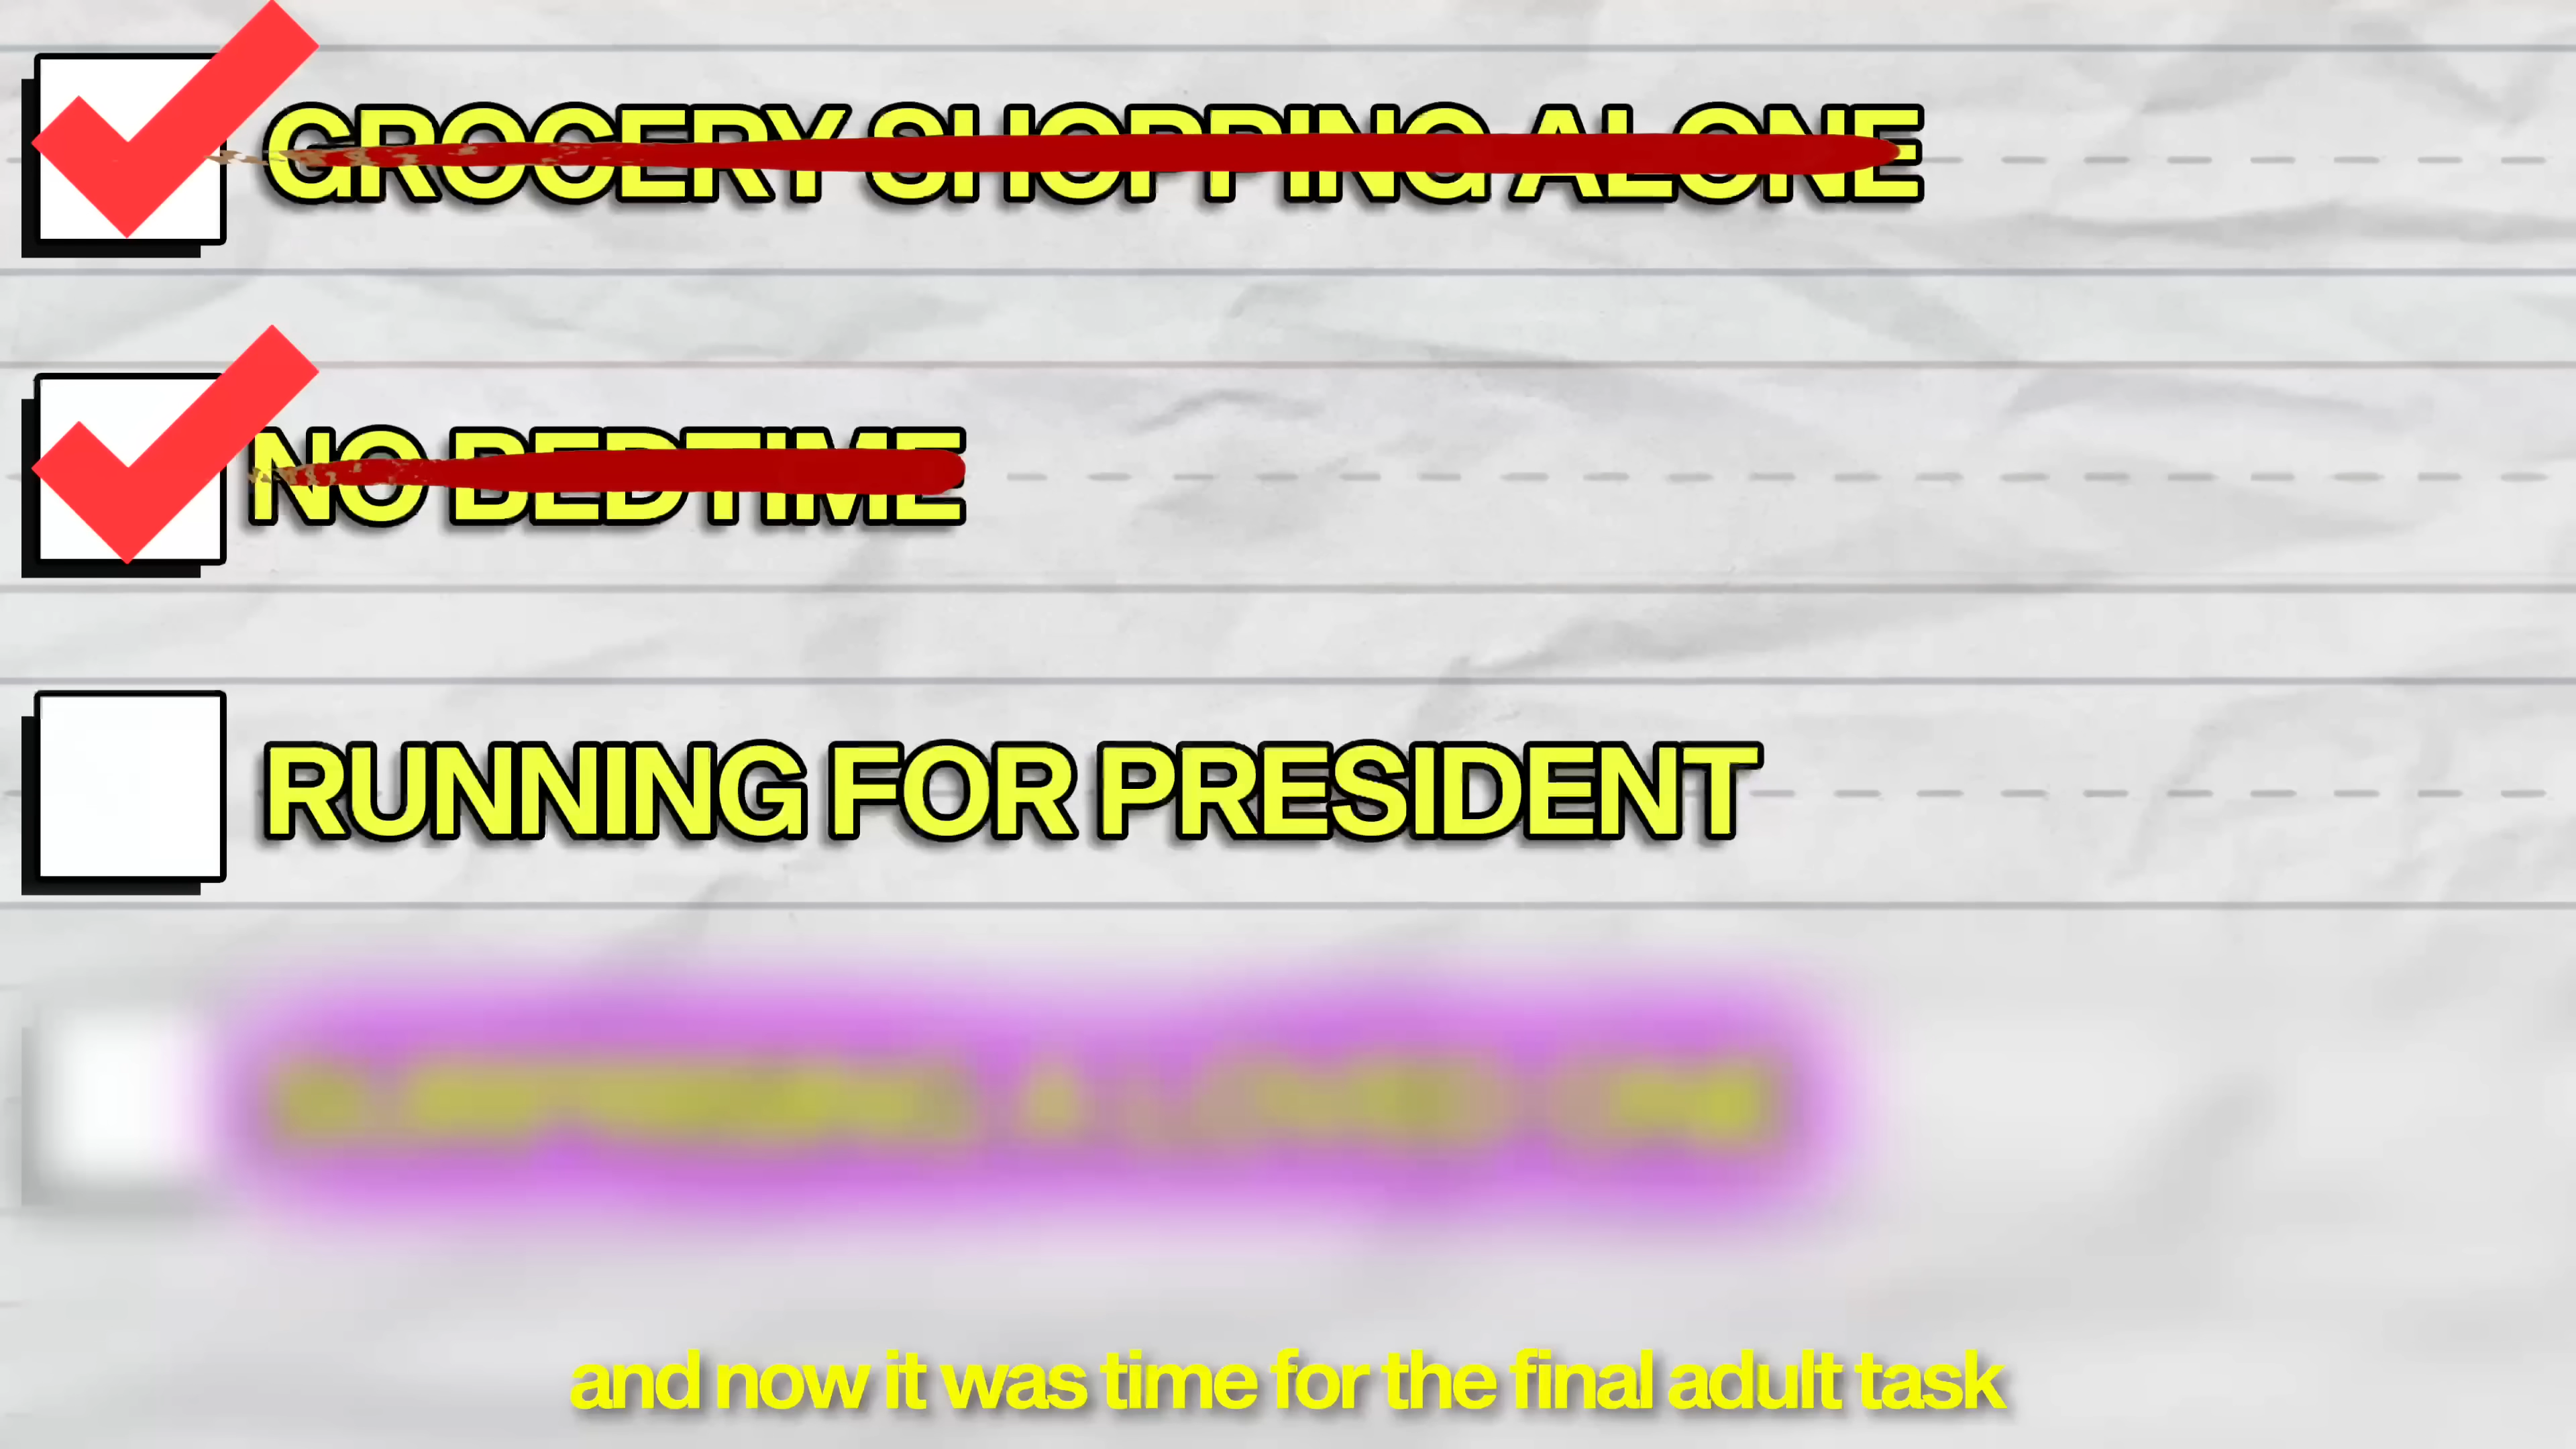 GROCERY SHOPPING ALONE
NO BEDTIME
RUNNING FOR PRESIDENT
and now it was time for the final adult task